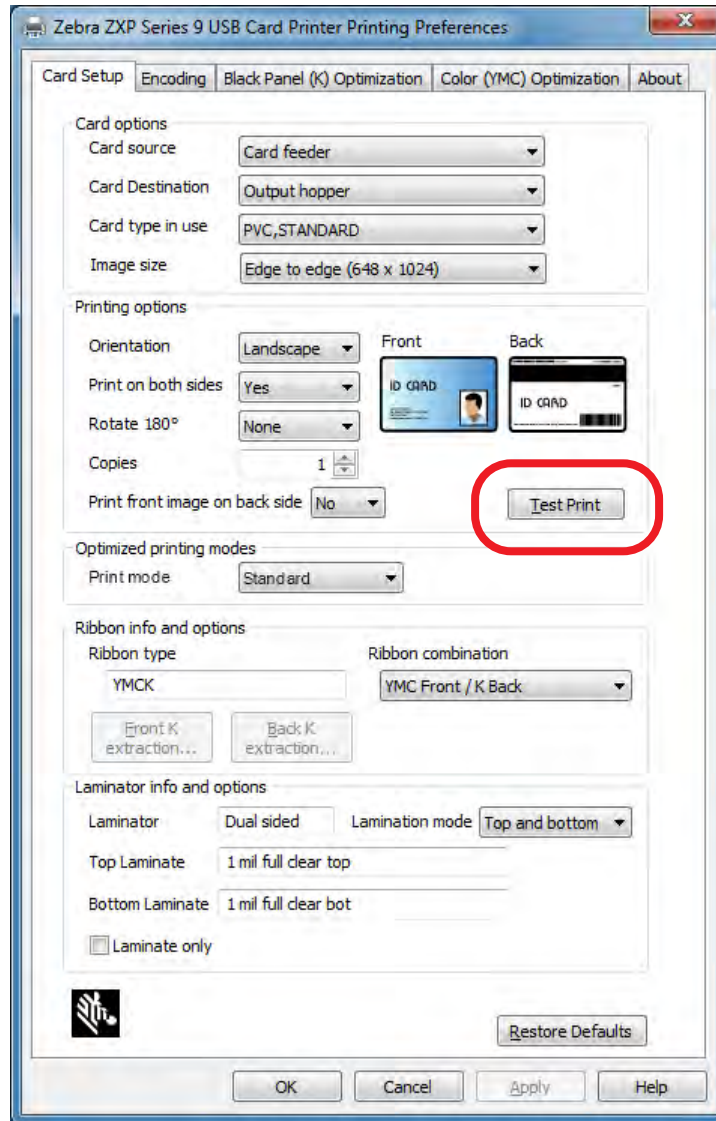 Zebra ZXP Series 9 USB Card Printer Printing Preferences
Card Setup Encoding Black Panel (K) Optimization Color (YMC) Optimization About
Card options
Card source Card feeder
Card Destination Output hopper
Card type in use PVC,STANDARD
Image size Edge to edge (648 x 1024)
Printing options
Orientation Landscape Front Back
Print on both sides Yes ID CARD ID CARD
Rotate 180° None
Copies 1
Print front image on back side No Test Print
Optimized printing modes
Print mode Standard
Ribbon info and options
Ribbon type Ribbon combination
YMCK YMC Front / K Back
Front K extraction... Back K extraction...
Laminator info and options
Laminator Dual sided Lamination mode Top and bottom
Top Laminate 1 mil full clear top
Bottom Laminate 1 mil full clear bot
Laminate only
Restore Defaults
OK Cancel Apply Help